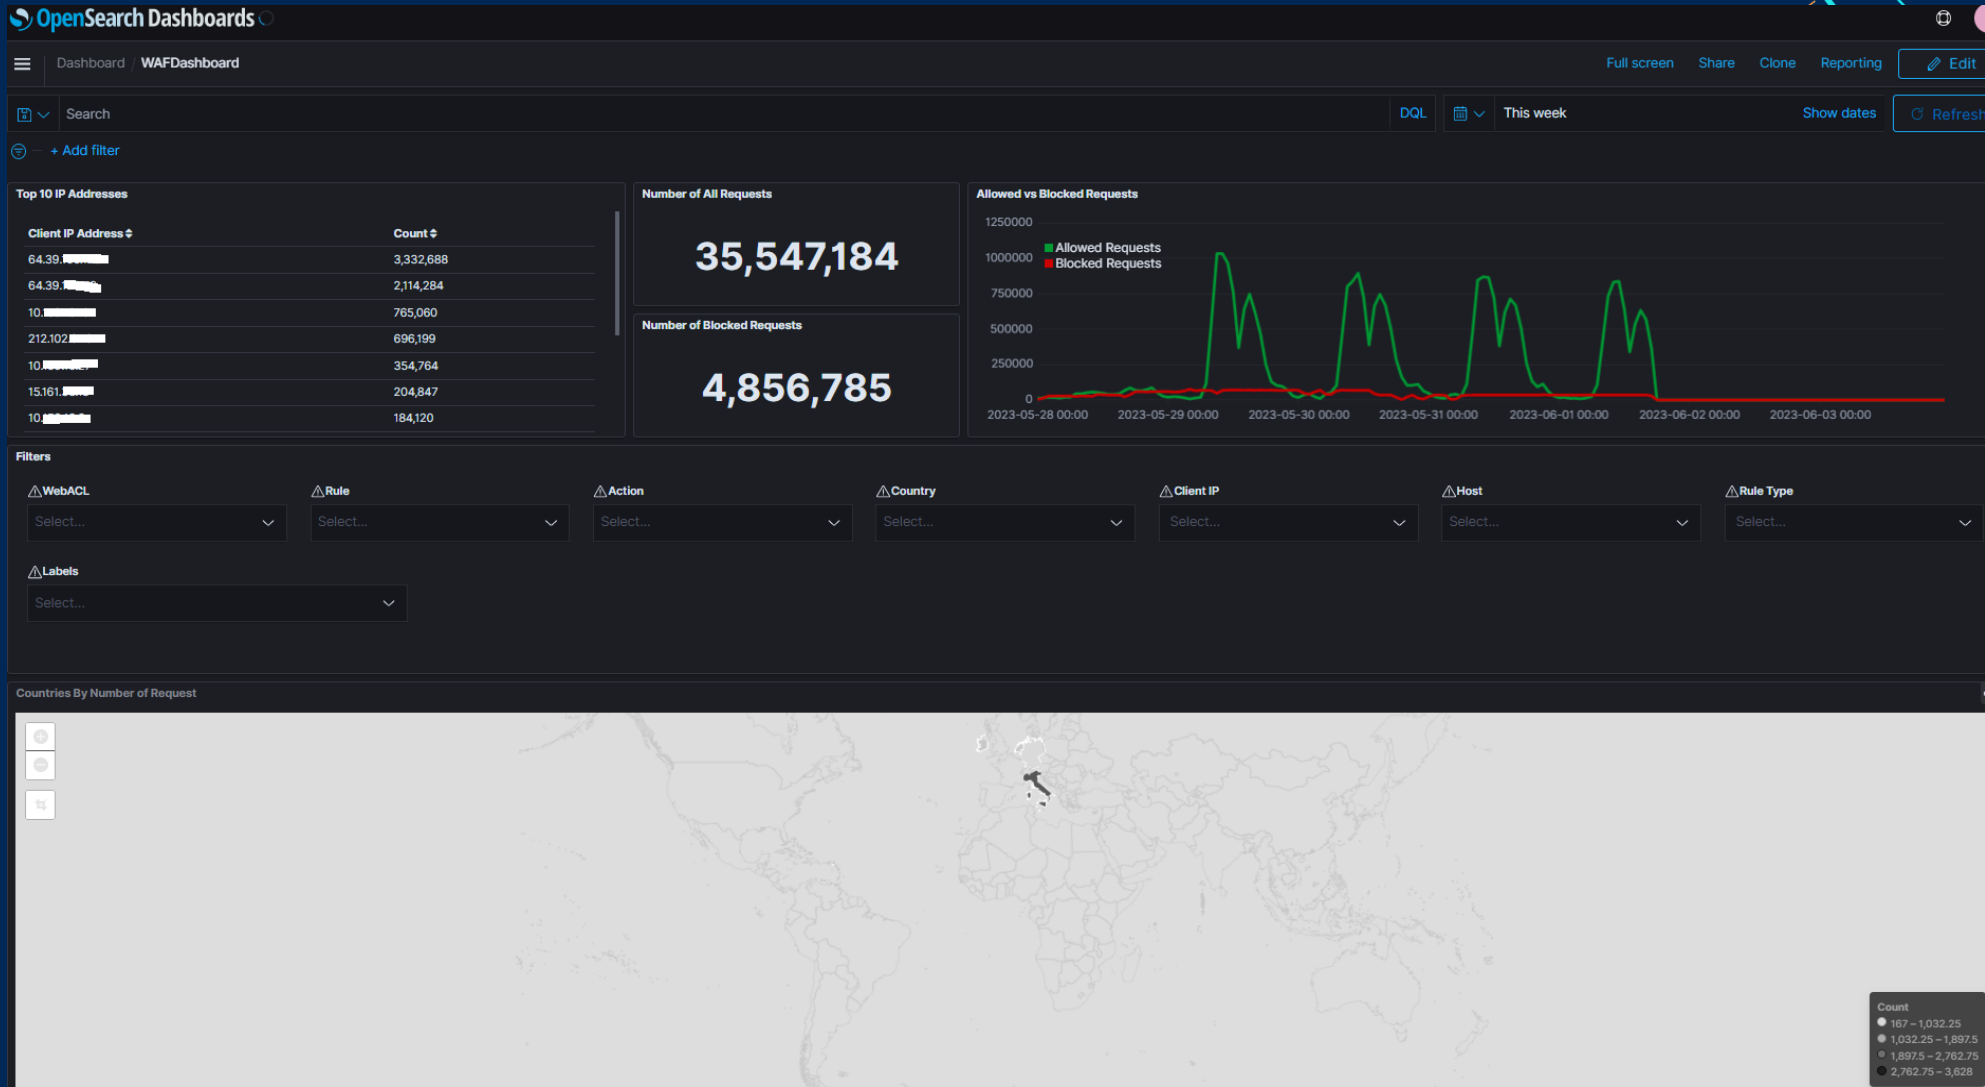 OpenSearch Dashboards
Dashboard / WAFDashboard
Full screen Share Clone Reporting Edit
Search DQL This week Show dates Refresh
+ Add filter
Top 10 IP Addresses
Client IP Address Count
64.39. 3,332,688
64.39. 2,114,284
10. 765,060
212.102. 696,199
10. 354,764
15.161. 204,847
10. 184,120
Number of All Requests
35,547,184
Number of Blocked Requests
4,856,785
Allowed vs Blocked Requests
Allowed Requests
Blocked Requests
1250000
1000000
750000
500000
250000
0
2023-05-28 00:00 2023-05-29 00:00 2023-05-30 00:00 2023-05-31 00:00 2023-06-01 00:00 2023-06-02 00:00 2023-06-03 00:00
Filters
WebACL Rule Action Country Client IP Host Rule Type
Select... Select... Select... Select... Select... Select... Select...
Labels
Select...
Countries By Number of Request
Count
167 – 1,032.25
1,032.25 – 1,897.5
1,897.5 – 2,762.75
2,762.75 – 3,628